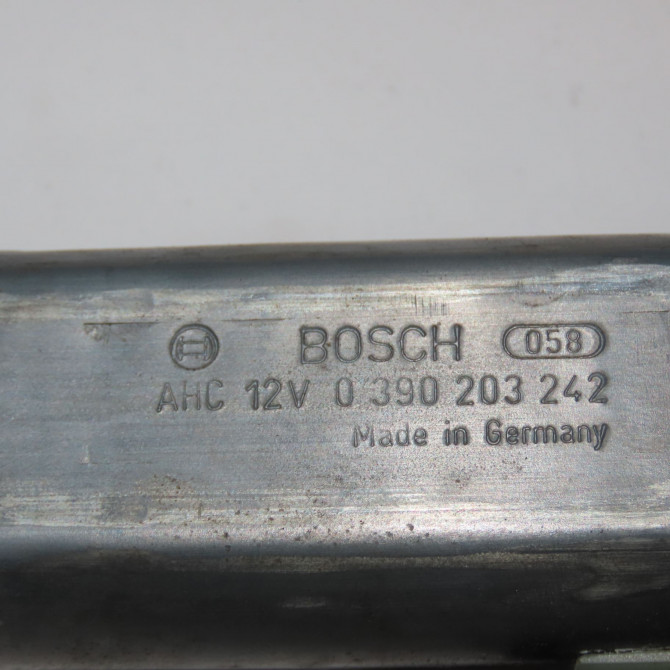 BOSCH 058
AHC 12V 0 390 203 242
Made in Germany